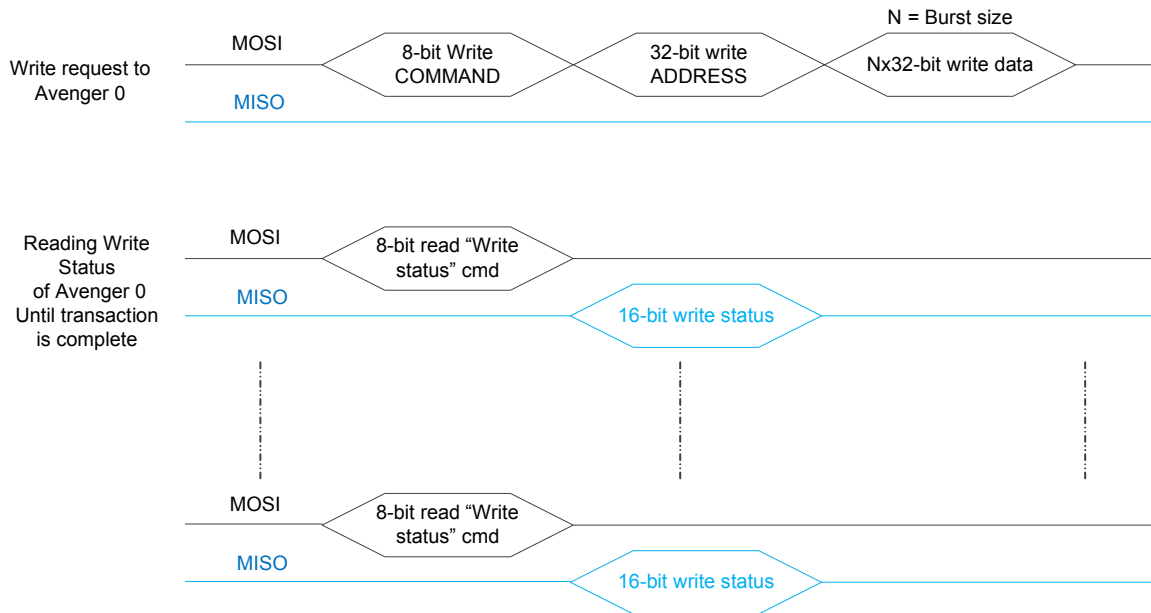 N = Burst size
MOSI
8-bit Write
COMMAND
32-bit write
ADDRESS
Nx32-bit write data
Write request to
Avenger 0
MISO
Reading Write
Status
of Avenger 0
Until transaction
is complete
MOSI
8-bit read “Write
status” cmd
MISO
16-bit write status
MOSI
8-bit read “Write
status” cmd
MISO
16-bit write status